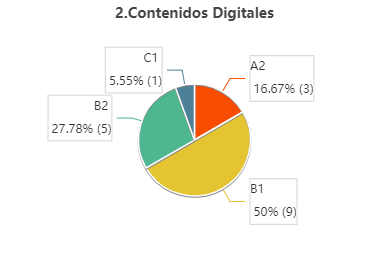 2.Contenidos Digitales
C1
5.55% (1)
A2
16.67% (3)
B2
27.78% (5)
B1
50% (9)